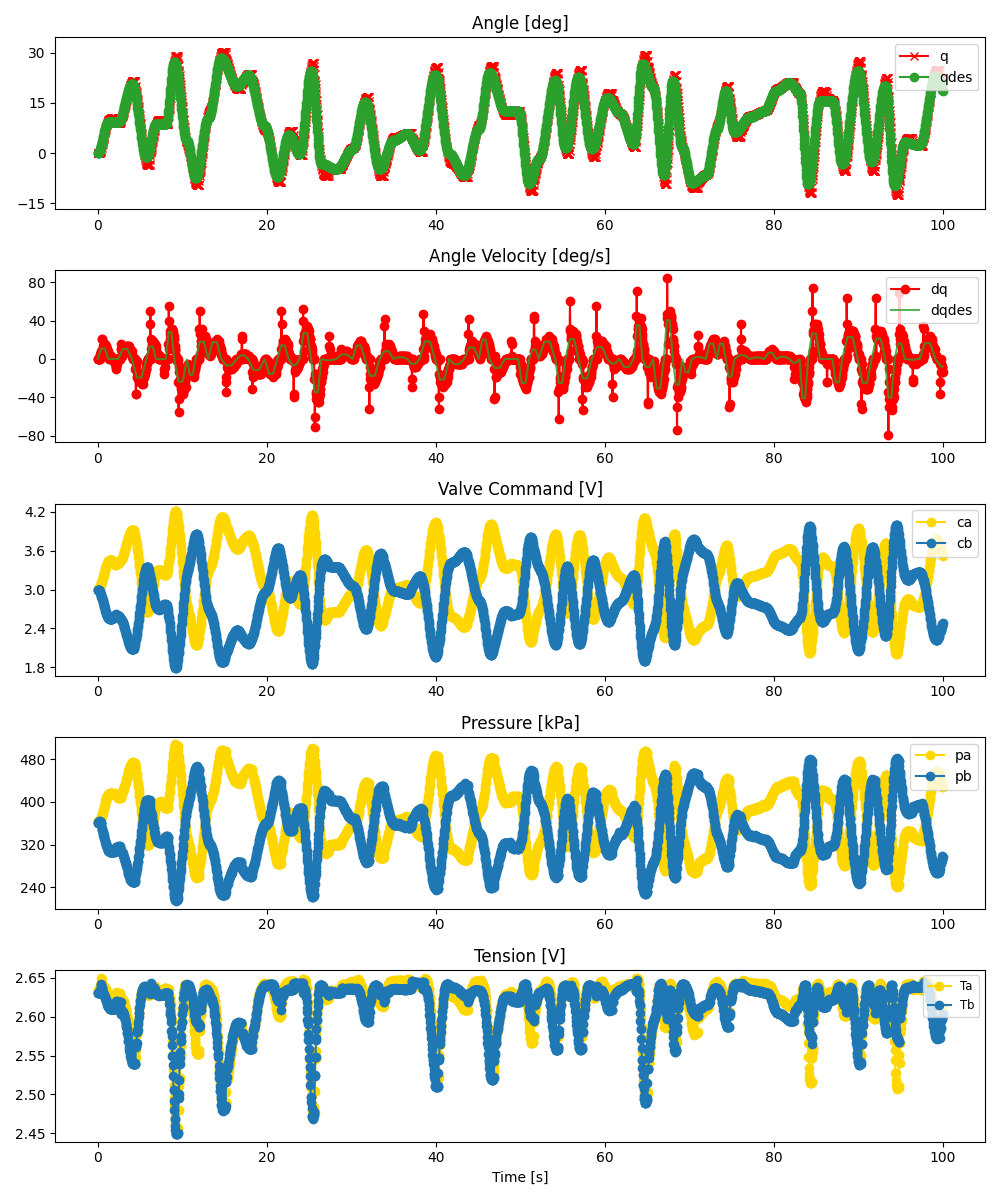 Angle [deg]
30
15
0
−15
q
qdes
0 20 40 60 80 100
Angle Velocity [deg/s]
80
40
0
−40
−80
dq
dqdes
0 20 40 60 80 100
Valve Command [V]
4.2
3.6
3.0
2.4
1.8
ca
cb
0 20 40 60 80 100
Pressure [kPa]
480
400
320
240
pa
pb
0 20 40 60 80 100
Tension [V]
2.65
2.60
2.55
2.50
2.45
Ta
Tb
0 20 40 60 80 100
Time [s]